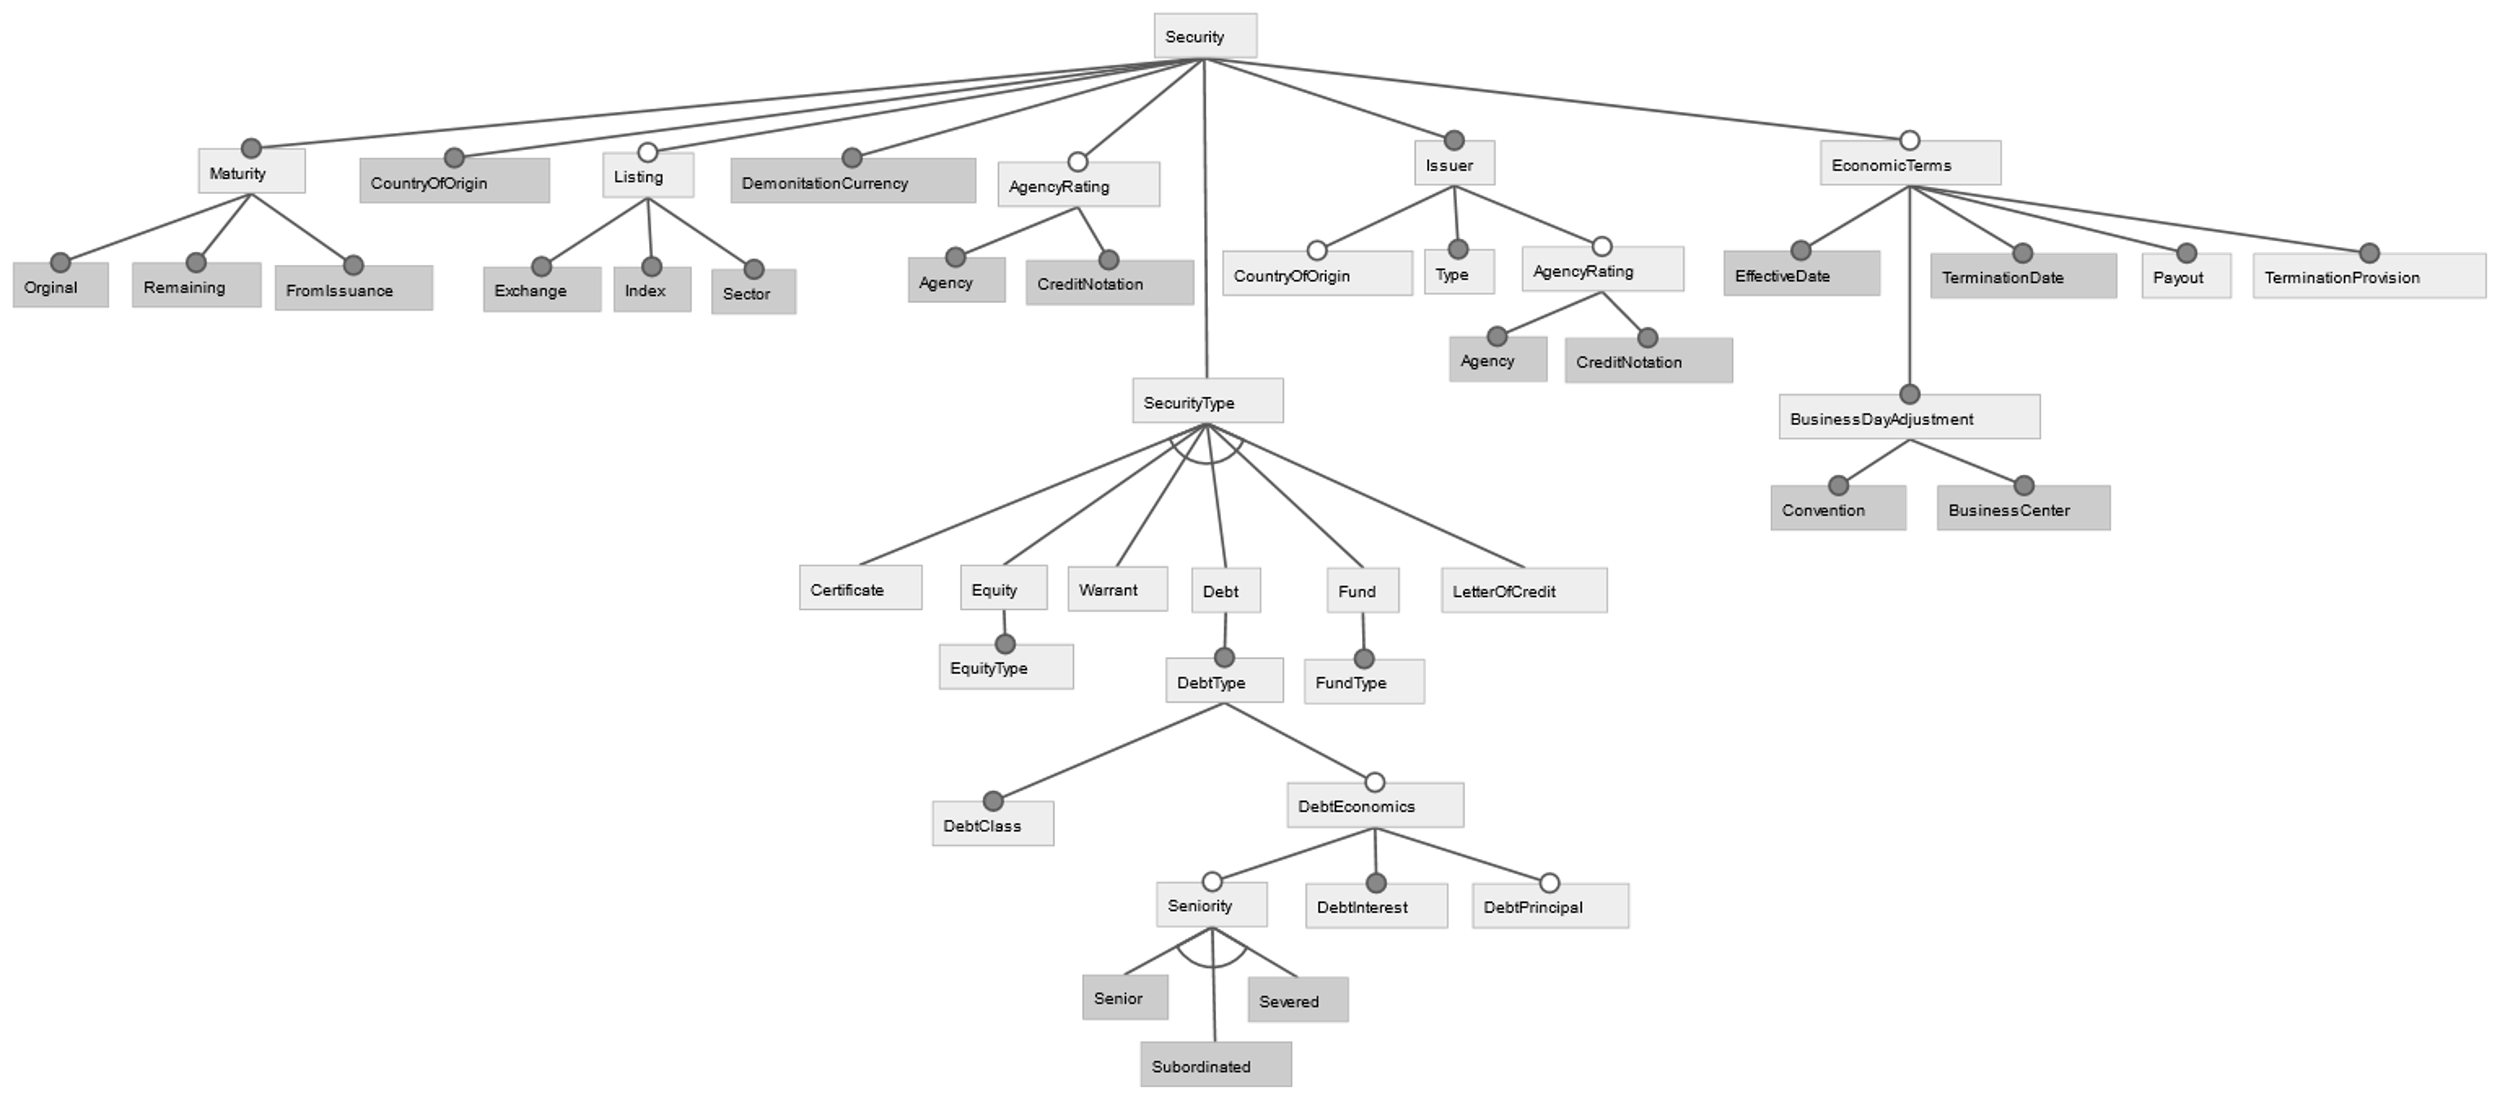 Security
Maturity
CountryOfOrigin
Listing
DemonitationCurrency
AgencyRating
Issuer
EconomicTerms
Orginal
Remaining
FromIssuance
Exchange
Index
Sector
Agency
CreditNotation
CountryOfOrigin
Type
AgencyRating
EffectiveDate
TerminationDate
Payout
TerminationProvision
Agency
CreditNotation
SecurityType
BusinessDayAdjustment
Convention
BusinessCenter
Certificate
Equity
Warrant
Debt
Fund
LetterOfCredit
EquityType
DebtType
FundType
DebtClass
DebtEconomics
Seniority
DebtInterest
DebtPrincipal
Senior
Severed
Subordinated